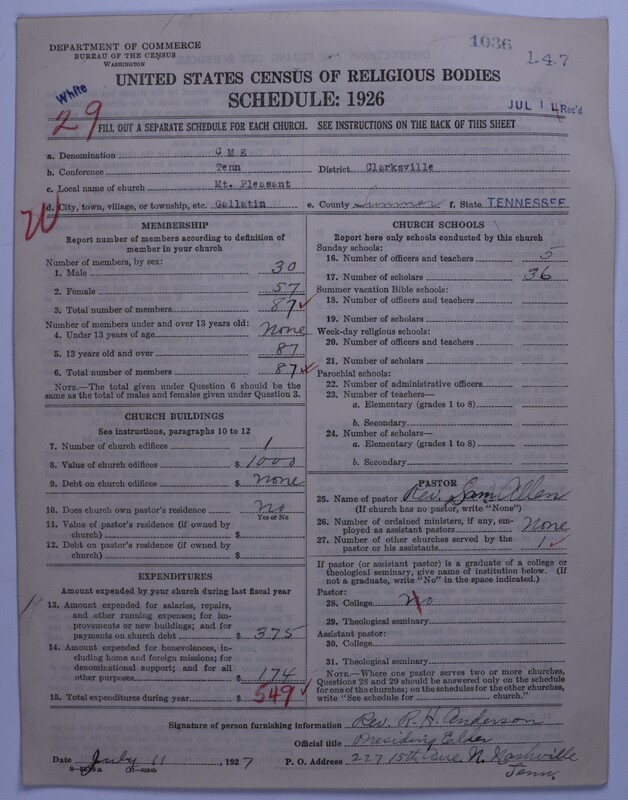 DEPARTMENT OF COMMERCE
BUREAU OF THE CENSUS
WASHINGTON
1036
1-4-7
UNITED STATES CENSUS OF RELIGIOUS BODIES
SCHEDULE: 1926
White
29
JUL 14 Rec'd
FILL OUT A SEPARATE SCHEDULE FOR EACH CHURCH. SEE INSTRUCTIONS ON THE BACK OF THIS SHEET
a. Denomination C M E
b. Conference Tenn District Clarksville
c. Local name of church Mt. Pleasant
d. City, town, village, or township, etc. Gallatin e. County Sumner f. State TENNESSEE
MEMBERSHIP
Report number of members according to definition of
member in your church
Number of members, by sex:
1. Male 30
2. Female 57
3. Total number of members 87
Number of members under and over 13 years old:
4. Under 13 years of age None
5. 13 years old and over 87
6. Total number of members 87
NOTE.—The total given under Question 6 should be the
same as the total of males and females given under Question 3.
CHURCH BUILDINGS
See instructions, paragraphs 10 to 12
7. Number of church edifices 1
8. Value of church edifices $ 1000
9. Debt on church edifices $ None
10. Does church own pastor's residence No
Yes or No
11. Value of pastor's residence (if owned by
church) $
12. Debt on pastor's residence (if owned by
church) $
EXPENDITURES
Amount expended by your church during last fiscal year
13. Amount expended for salaries, repairs,
and other running expenses; for im-
provements or new buildings; and for
payments on church debt $ 375
14. Amount expended for benevolences, in-
cluding home and foreign missions; for
denominational support; and for all
other purposes $ 174
15. Total expenditures during year $ 549
CHURCH SCHOOLS
Report here only schools conducted by this church
Sunday schools:
16. Number of officers and teachers 5
17. Number of scholars 36
Summer vacation Bible schools:
18. Number of officers and teachers
19. Number of scholars
Week-day religious schools:
20. Number of officers and teachers
21. Number of scholars
Parochial schools:
22. Number of administrative officers
23. Number of teachers—
a. Elementary (grades 1 to 8)
b. Secondary
24. Number of scholars—
a. Elementary (grades 1 to 8)
b. Secondary
PASTOR
25. Name of pastor Rev. Sam Allen
(If church has no pastor, write "None")
26. Number of ordained ministers, if any, em-
ployed as assistant pastors None
27. Number of other churches served by the
pastor or his assistants 1
If pastor (or assistant pastor) is a graduate of a college or
theological seminary, give name of institution below. (If
not a graduate, write "No" in the space indicated.)
Pastor:
28. College No
29. Theological seminary
Assistant pastor:
30. College
31. Theological seminary
NOTE.—Where one pastor serves two or more churches,
Questions 28 and 29 should be answered only on the schedule
for one of the churches; on the schedules for the other churches,
write "See schedule for church."
Signature of person furnishing information Rev. R. H. Anderson
Official title Presiding Elder
Date July 11, 1927 P. O. Address 227 15th Ave N. Nashville
Tenn.